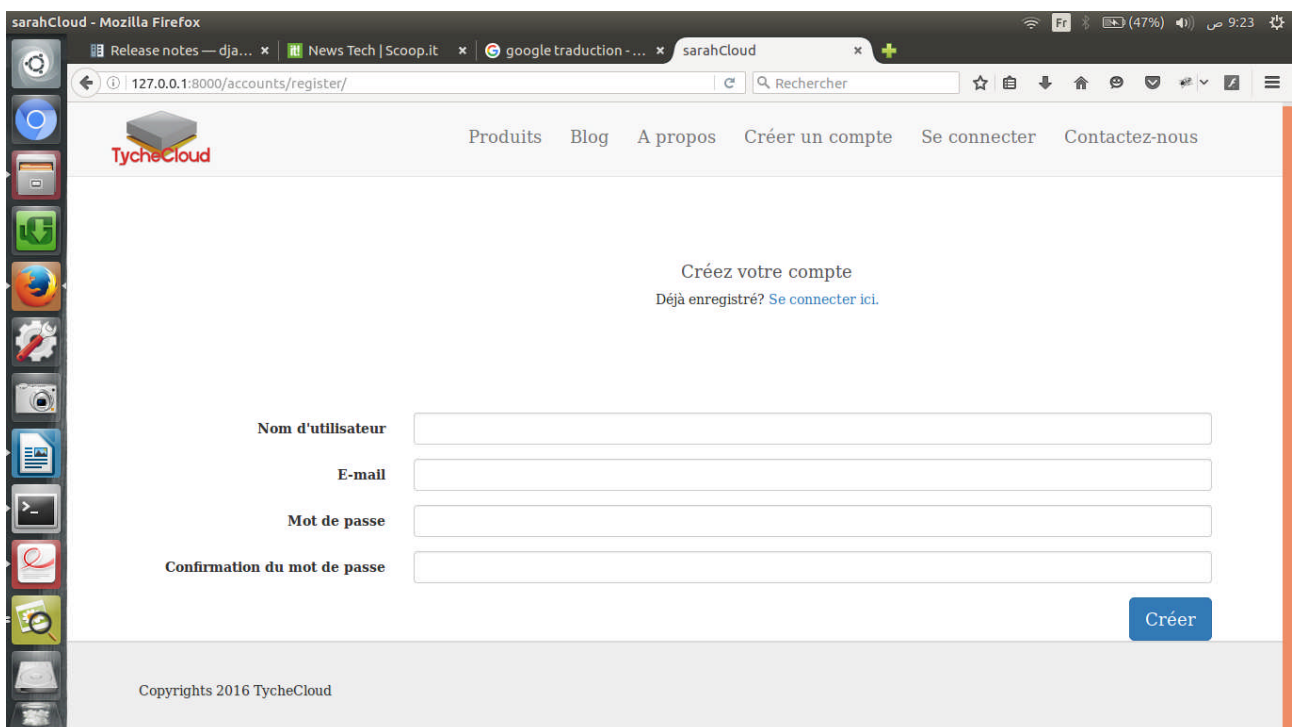 sarahCloud - Mozilla Firefox
Fr (47%) 9:23 ص
Release notes — dja... × it! News Tech | Scoop.it × G google traduction - ... × sarahCloud ×
127.0.0.1:8000/accounts/register/ Rechercher
TycheCloud Produits Blog A propos Créer un compte Se connecter Contactez-nous
Créez votre compte
Déjà enregistré? Se connecter ici.
Nom d'utilisateur
E-mail
Mot de passe
Confirmation du mot de passe
Créer
Copyrights 2016 TycheCloud